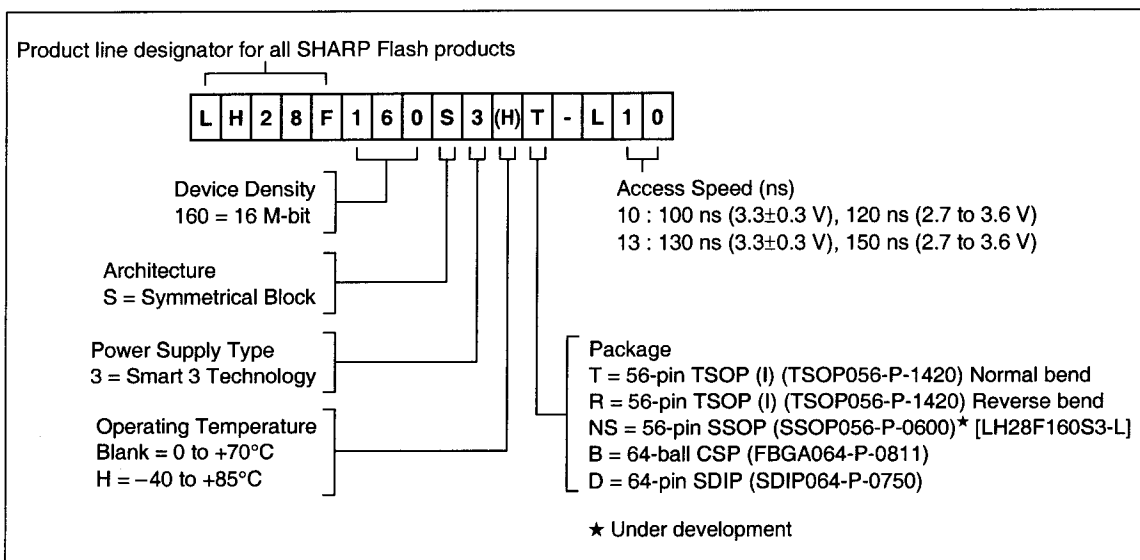 Product line designator for all SHARP Flash products
L H 2 8 F 1 6 0 S 3 (H) T - L 1 0
Device Density
160 = 16 M-bit
Architecture
S = Symmetrical Block
Power Supply Type
3 = Smart 3 Technology
Operating Temperature
Blank = 0 to +70°C
H = −40 to +85°C
Access Speed (ns)
10 : 100 ns (3.3±0.3 V), 120 ns (2.7 to 3.6 V)
13 : 130 ns (3.3±0.3 V), 150 ns (2.7 to 3.6 V)
Package
T = 56-pin TSOP (I) (TSOP056-P-1420) Normal bend
R = 56-pin TSOP (I) (TSOP056-P-1420) Reverse bend
NS = 56-pin SSOP (SSOP056-P-0600)★ [LH28F160S3-L]
B = 64-ball CSP (FBGA064-P-0811)
D = 64-pin SDIP (SDIP064-P-0750)
★ Under development